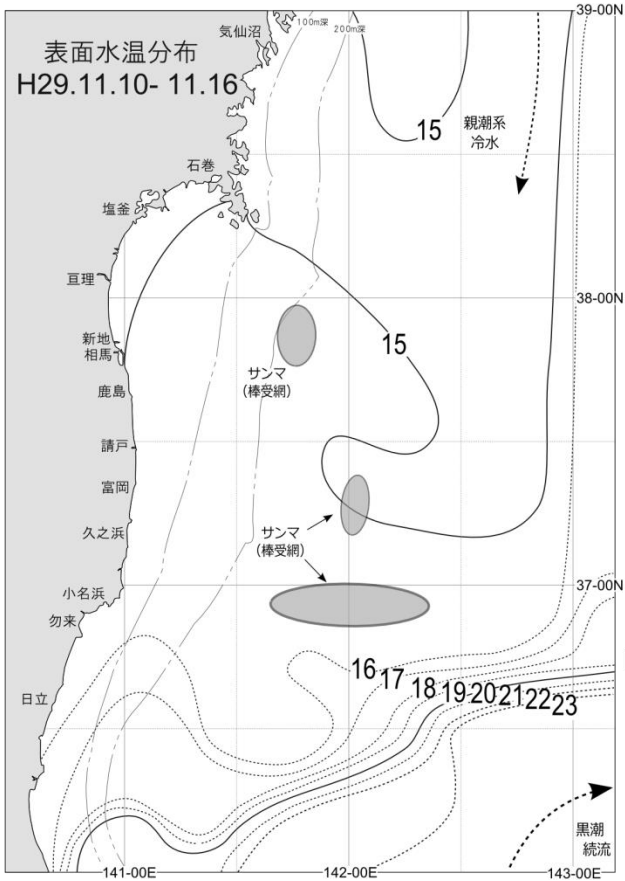 39-00N
気仙沼
100m深
200m深
表面水温分布
H29.11.10- 11.16
15
親潮系
冷水
石巻
塩釜
亘理
38-00N
新地
相馬
15
サンマ
(棒受網)
鹿島
請戸
富岡
サンマ
(棒受網)
久之浜
37-00N
小名浜
勿来
16
17
18
19
20
21
22
23
日立
黒潮
続流
141-00E
142-00E
143-00E